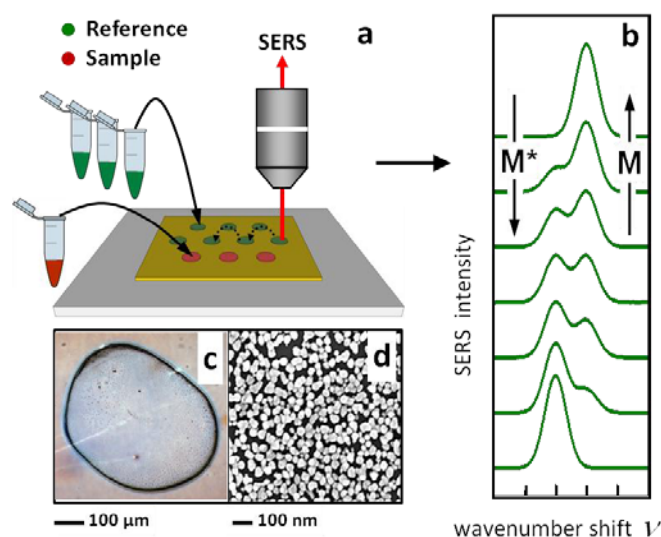 Reference
Sample
SERS
a
b
M*
M
SERS intensity
c
d
100 µm
100 nm
wavenumber shift ν